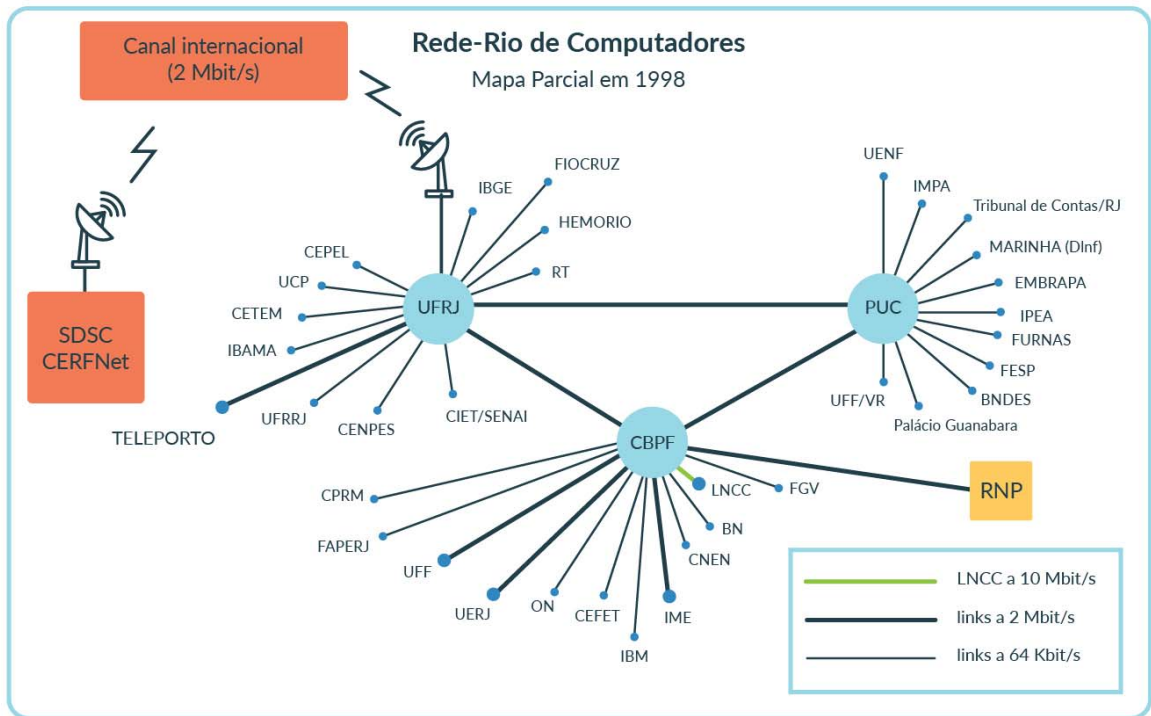 Rede-Rio de Computadores
Mapa Parcial em 1998
Canal internacional
(2 Mbit/s)
SDSC
CERFNet
UFRJ
FIOCRUZ
IBGE
HEMORIO
RT
CEPEL
UCP
CETEM
IBAMA
TELEPORTO
UFRRJ
CENPES
CIET/SENAI
PUC
UENF
IMPA
Tribunal de Contas/RJ
MARINHA (DInf)
EMBRAPA
IPEA
FURNAS
FESP
BNDES
Palácio Guanabara
UFF/VR
CBPF
CPRM
FAPERJ
UFF
UERJ
ON
CEFET
IBM
IME
CNEN
BN
LNCC
FGV
RNP
LNCC a 10 Mbit/s
links a 2 Mbit/s
links a 64 Kbit/s